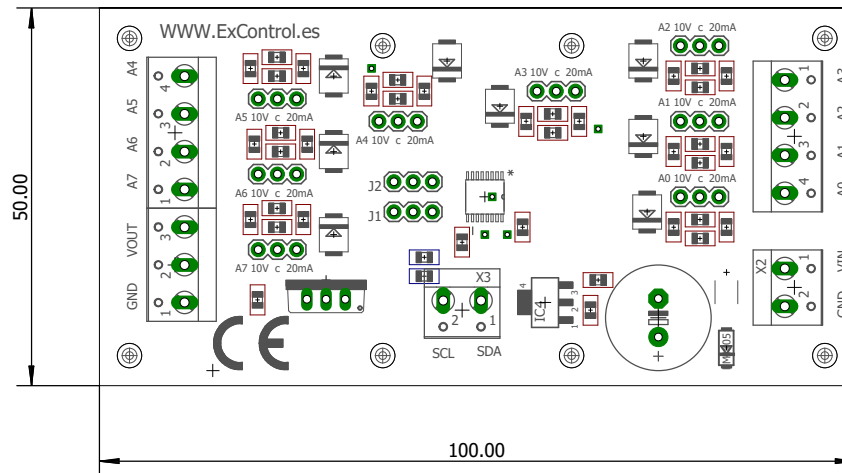 WWW.ExControl.es
A2 10V c 20mA
A4
4
A5
3
A6
2
A7
1
A5 10V c 20mA
A3 10V c 20mA
A4 10V c 20mA
A1 10V c 20mA
A6 10V c 20mA
A0 10V c 20mA
A7 10V c 20mA
1
A3
2
A2
3
A1
4
A0
J2
J1
*
VOUT
3
2
GND
1
X3
2
1
SCL
SDA
IC4
4
3
2
1
+
+
X2
1
VIN
2
GND
CE
50.00
100.00